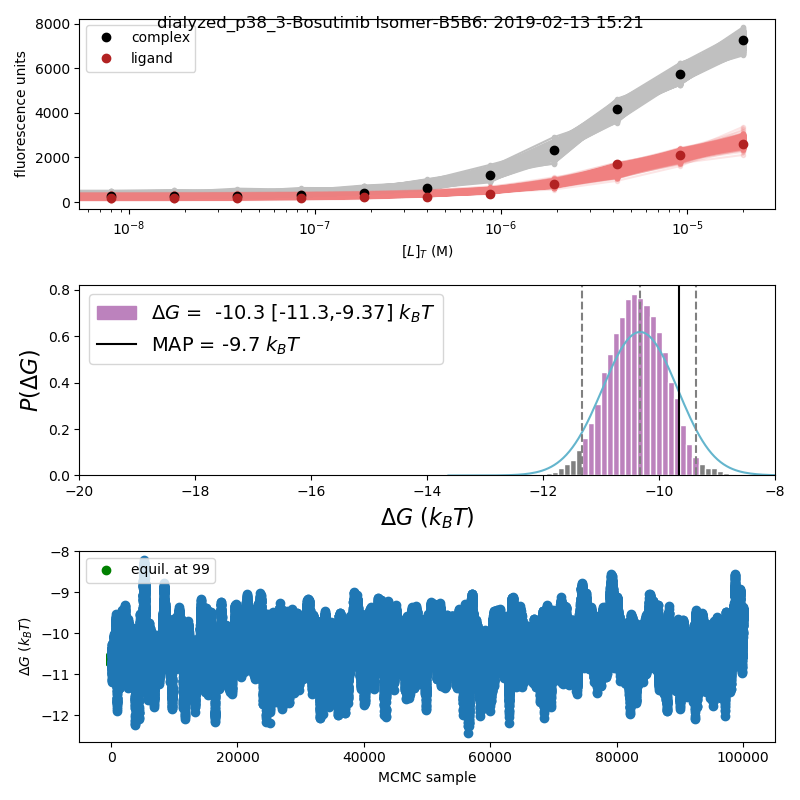 dialyzed_p38_3-Bosutinib Isomer-B5B6: 2019-02-13 15:21
8000
6000
4000
2000
0
fluorescence units
complex
ligand
10⁻⁸ 10⁻⁷ 10⁻⁶ 10⁻⁵
[L]_T (M)
0.8
0.6
0.4
0.2
0.0
P(ΔG)
ΔG = -10.3 [-11.3,-9.37] k_BT
MAP = -9.7 k_BT
−20 −18 −16 −14 −12 −10 −8
ΔG (k_BT)
−8
−9
−10
−11
−12
ΔG (k_BT)
equil. at 99
0 20000 40000 60000 80000 100000
MCMC sample